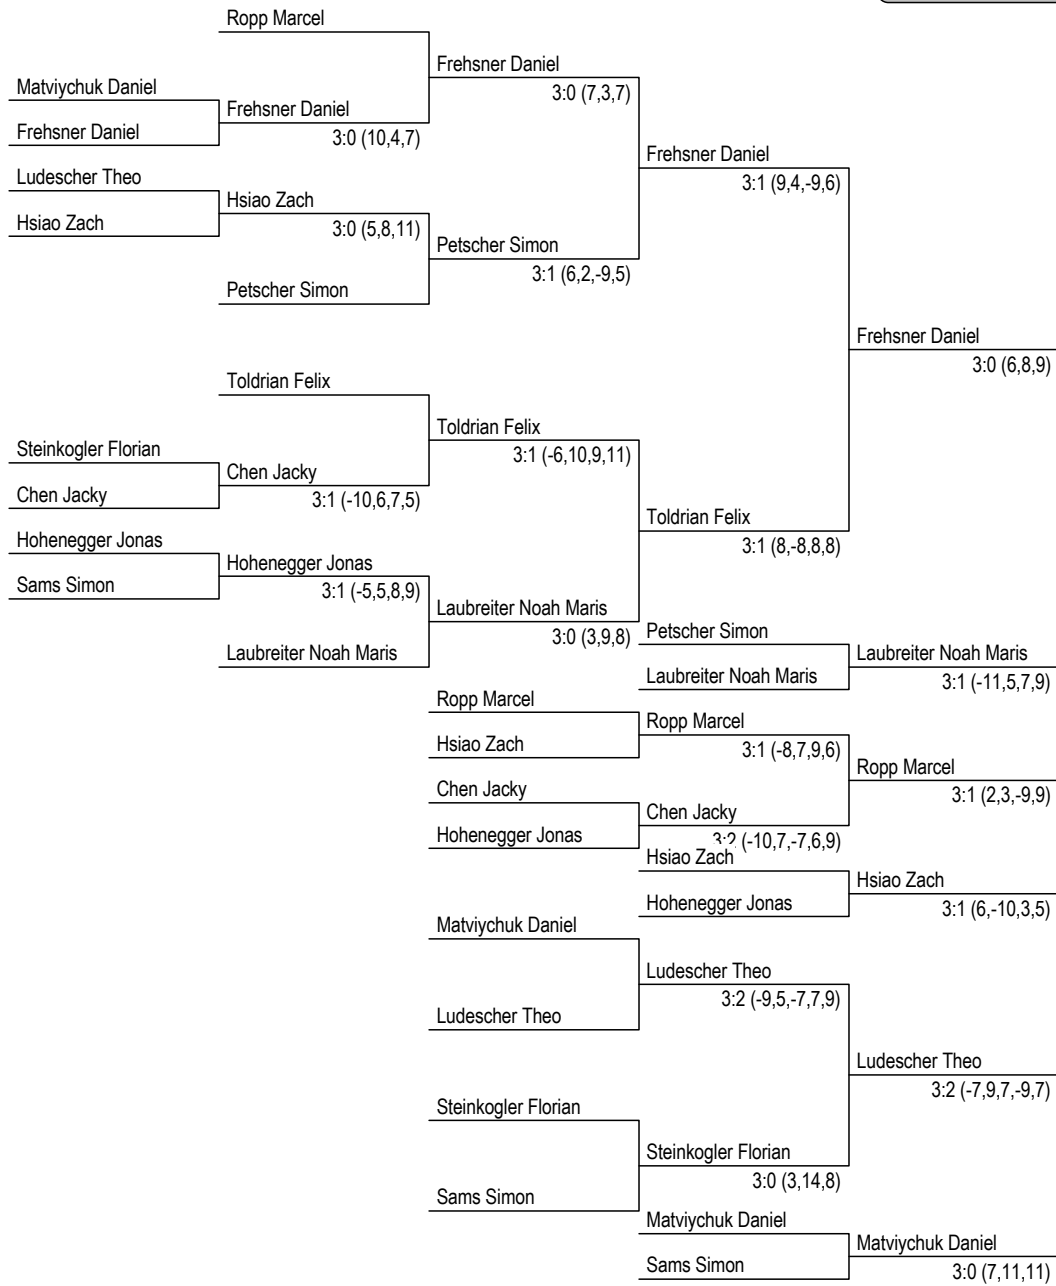 Ropp Marcel
Frehsner Daniel
3:0 (7,3,7)
Matviychuk Daniel
Frehsner Daniel
Frehsner Daniel
3:0 (10,4,7)
Frehsner Daniel
3:1 (9,4,-9,6)
Ludescher Theo
Hsiao Zach
Hsiao Zach
3:0 (5,8,11)
Petscher Simon
3:1 (6,2,-9,5)
Petscher Simon
Frehsner Daniel
3:0 (6,8,9)
Toldrian Felix
Toldrian Felix
3:1 (-6,10,9,11)
Steinkogler Florian
Chen Jacky
Chen Jacky
3:1 (-10,6,7,5)
Toldrian Felix
3:1 (8,-8,8,8)
Hohenegger Jonas
Sams Simon
Hohenegger Jonas
3:1 (-5,5,8,9)
Laubreiter Noah Maris
3:0 (3,9,8)
Laubreiter Noah Maris
Petscher Simon
Laubreiter Noah Maris
Laubreiter Noah Maris
3:1 (-11,5,7,9)
Ropp Marcel
Hsiao Zach
Ropp Marcel
3:1 (-8,7,9,6)
Ropp Marcel
3:1 (2,3,-9,9)
Chen Jacky
Hohenegger Jonas
Chen Jacky
3:2 (-10,7,-7,6,9)
Hsiao Zach
Hohenegger Jonas
Hsiao Zach
3:1 (6,-10,3,5)
Matviychuk Daniel
Ludescher Theo
Ludescher Theo
3:2 (-9,5,-7,7,9)
Ludescher Theo
3:2 (-7,9,7,-9,7)
Steinkogler Florian
Sams Simon
Steinkogler Florian
3:0 (3,14,8)
Matviychuk Daniel
Sams Simon
Matviychuk Daniel
3:0 (7,11,11)